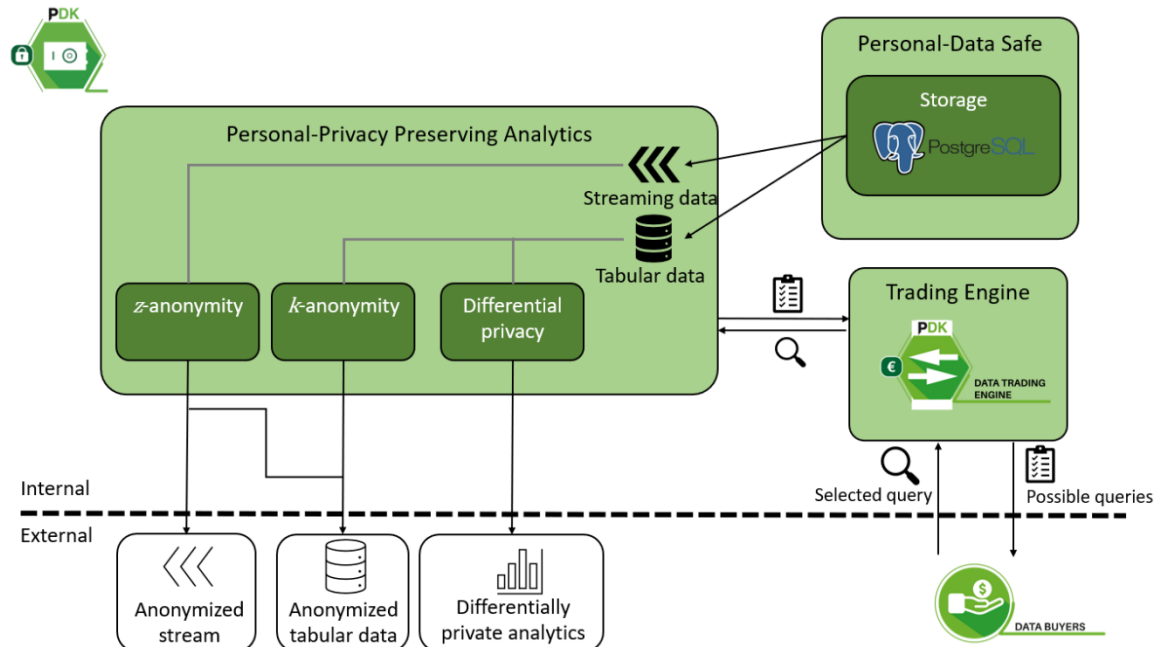 PDK
Personal-Data Safe
Storage
PostgreSQL
Personal-Privacy Preserving Analytics
Streaming data
Tabular data
z-anonymity
k-anonymity
Differential
privacy
Trading Engine
PDK
€
DATA TRADING
ENGINE
Internal
Selected query
Possible queries
External
Anonymized
stream
Anonymized
tabular data
Differentially
private analytics
$
DATA BUYERS